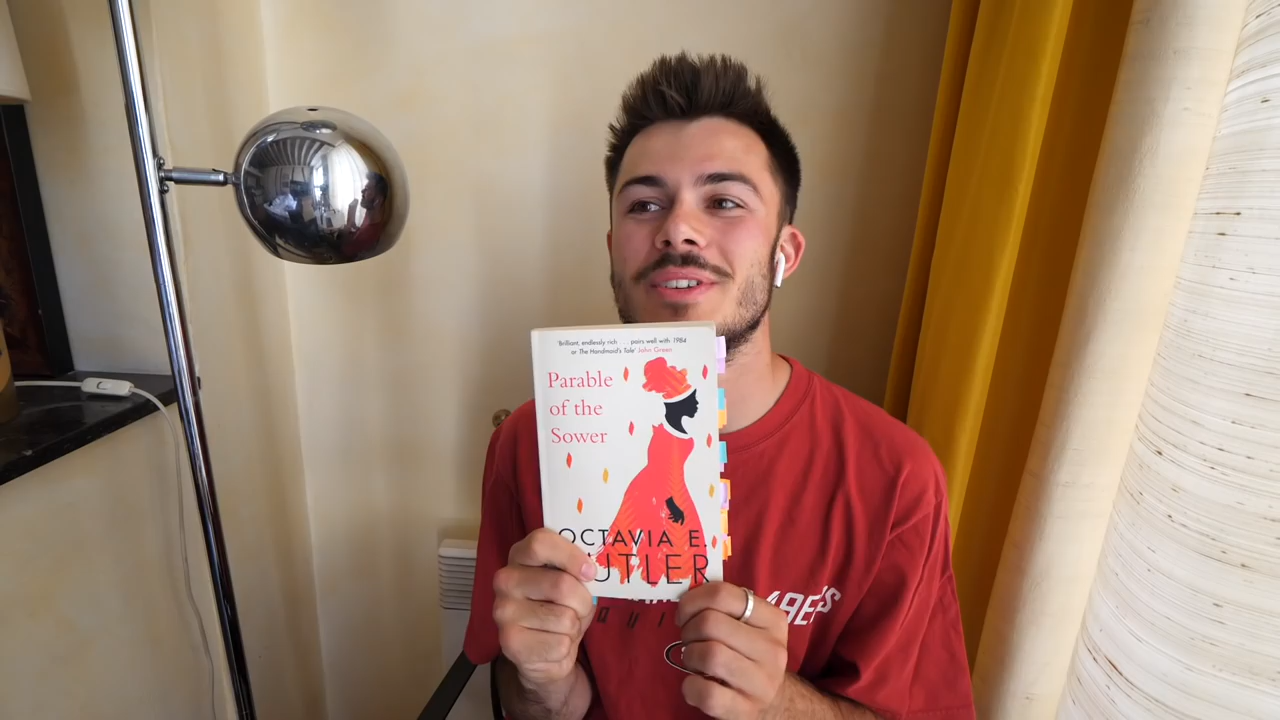 'Brilliant, endlessly rich . . . pairs well with 1984
or The Handmaid's Tale' John Green
Parable
of the
Sower
OCTAVIA E.
UTLER